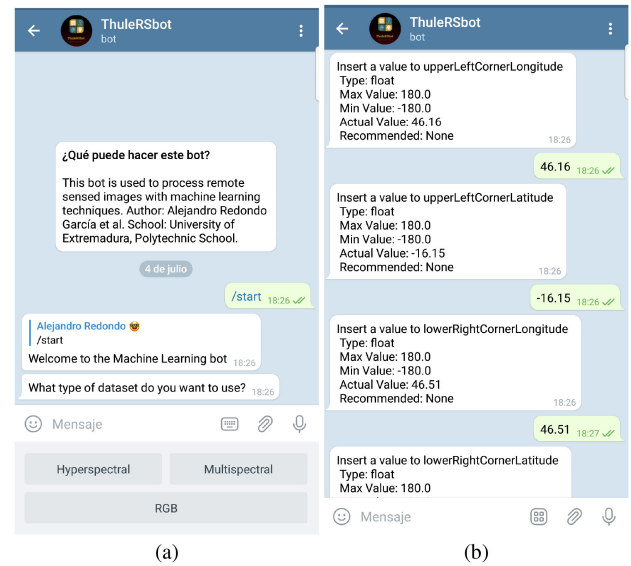 ThuleRSbot
bot
¿Qué puede hacer este bot?
This bot is used to process remote
sensed images with machine learning
techniques. Author: Alejandro Redondo
García et al. School: University of
Extremadura, Polytechnic School.
4 de julio
/start 18:26
Alejandro Redondo
/start
Welcome to the Machine Learning bot 18:26
What type of dataset do you want to use? 18:26
Mensaje
Hyperspectral
Multispectral
RGB
(a)
ThuleRSbot
bot
Insert a value to upperLeftCornerLongitude
Type: float
Max Value: 180.0
Min Value: -180.0
Actual Value: 46.16
Recommended: None
18:26
46.16 18:26
Insert a value to upperLeftCornerLatitude
Type: float
Max Value: 180.0
Min Value: -180.0
Actual Value: -16.15
Recommended: None
18:26
-16.15 18:26
Insert a value to lowerRightCornerLongitude
Type: float
Max Value: 180.0
Min Value: -180.0
Actual Value: 46.51
Recommended: None
18:26
46.51 18:27
Insert a value to lowerRightCornerLatitude
Type: float
Max Value: 180.0
Mensaje
(b)